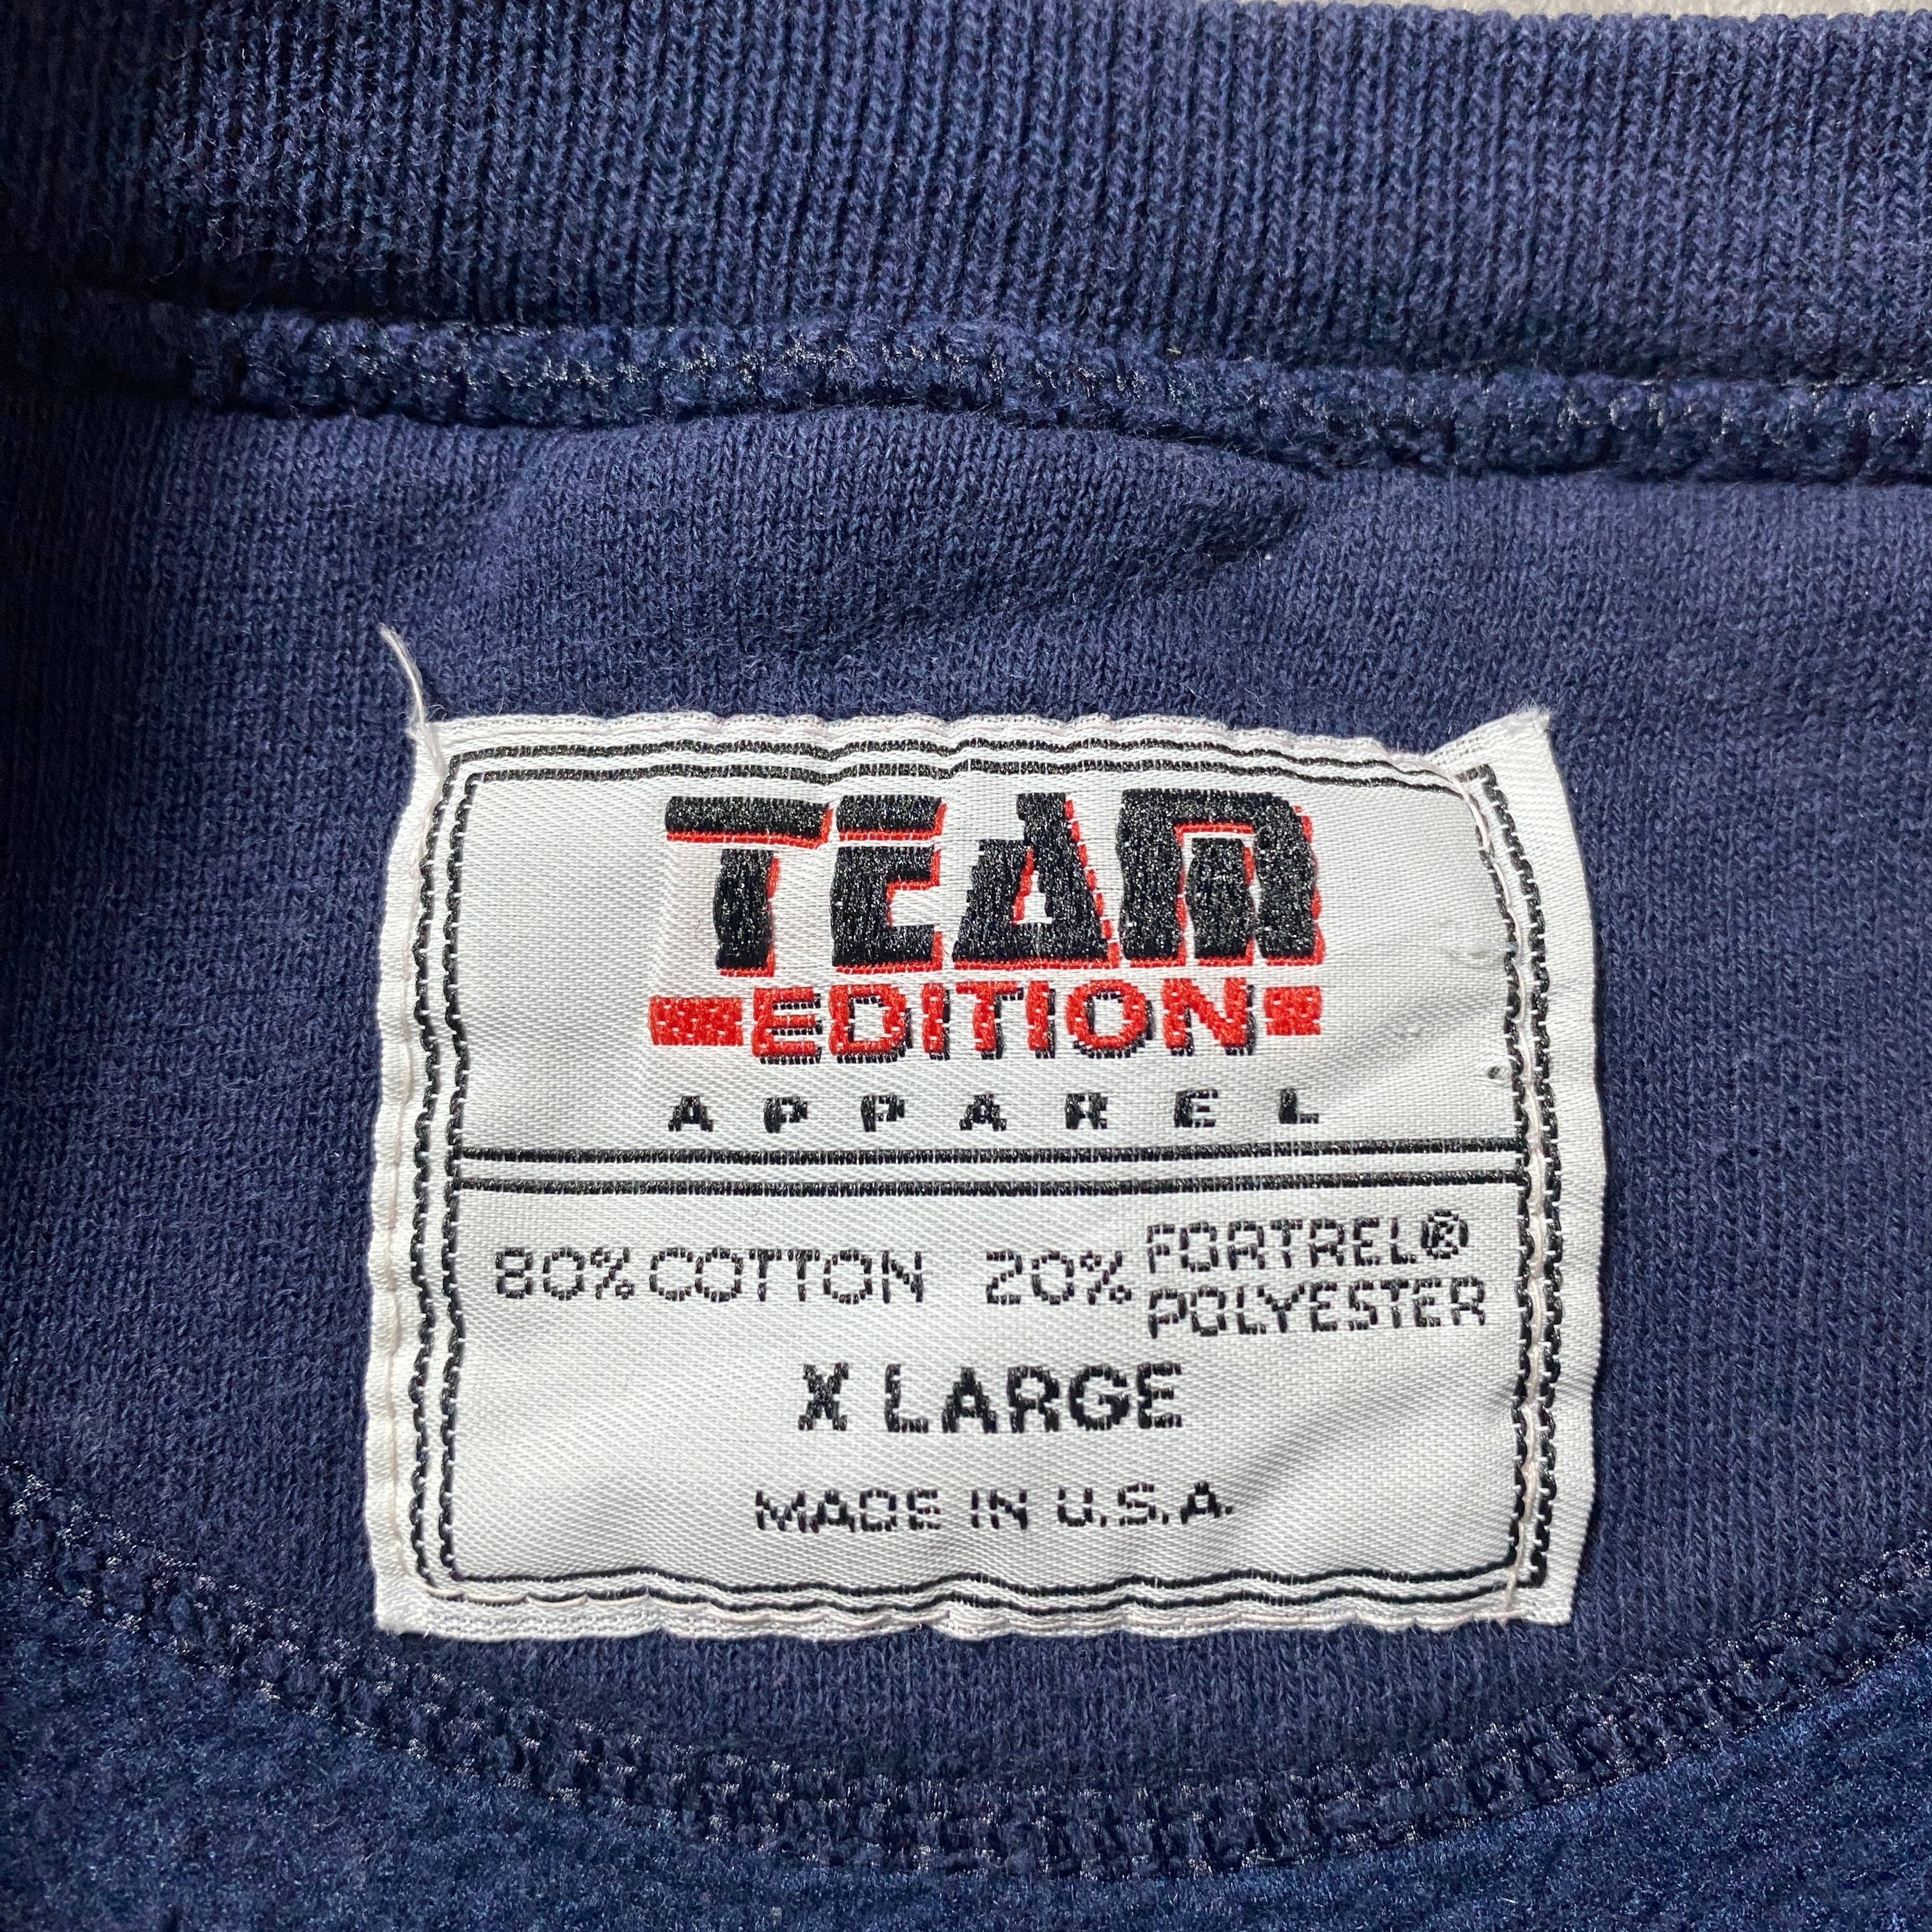 TEAM
EDITION
APPAREL
80% COTTON 20% FORTREL®
POLYESTER
X LARGE
MADE IN U.S.A.